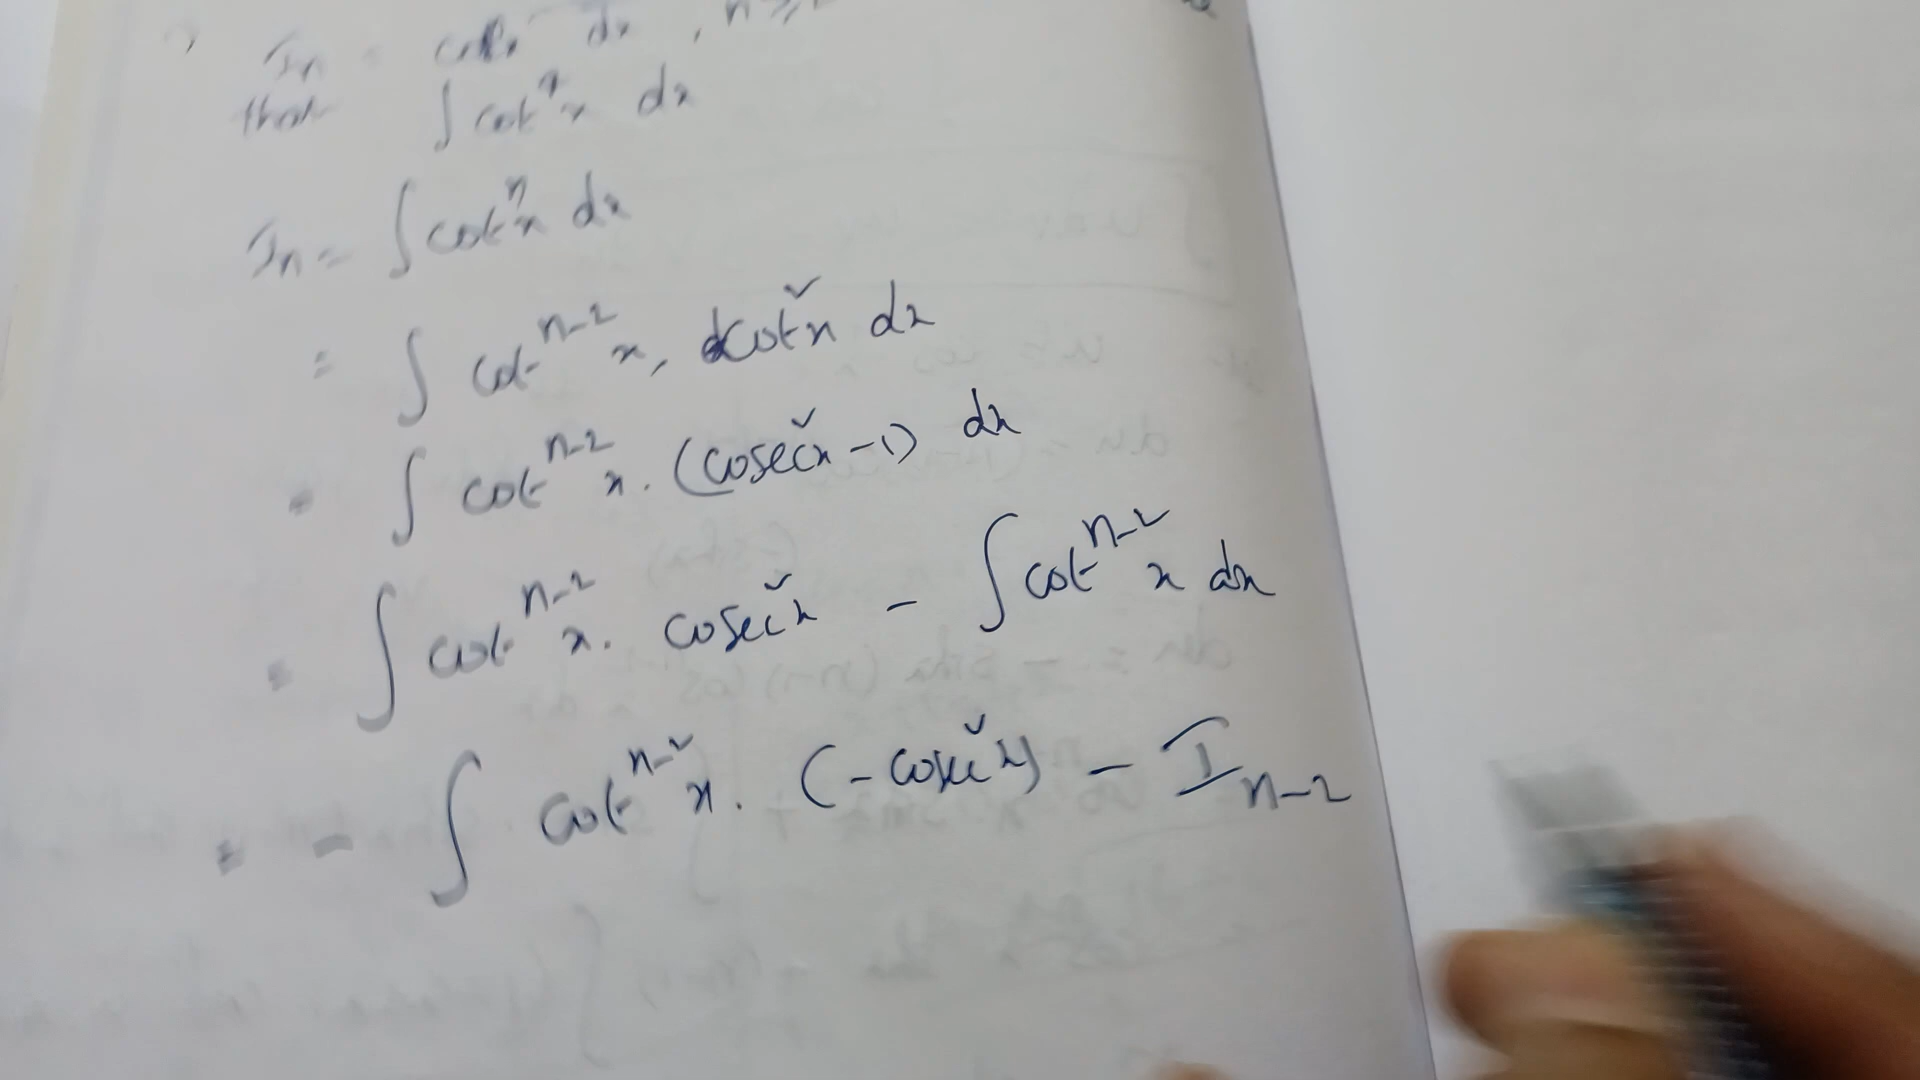 dx , n ≥
that ∫ cot⁴x dx
Iₙ = ∫ cotⁿx dx
= ∫ cotⁿ⁻²x, cot²x dx
= ∫ cotⁿ⁻²x. (cosec²x -1) dx
= ∫ cotⁿ⁻²x. cosec²x - ∫ cotⁿ⁻²x dx
= - ∫ cotⁿ⁻²x. (-cosec²x) - Iₙ₋₂